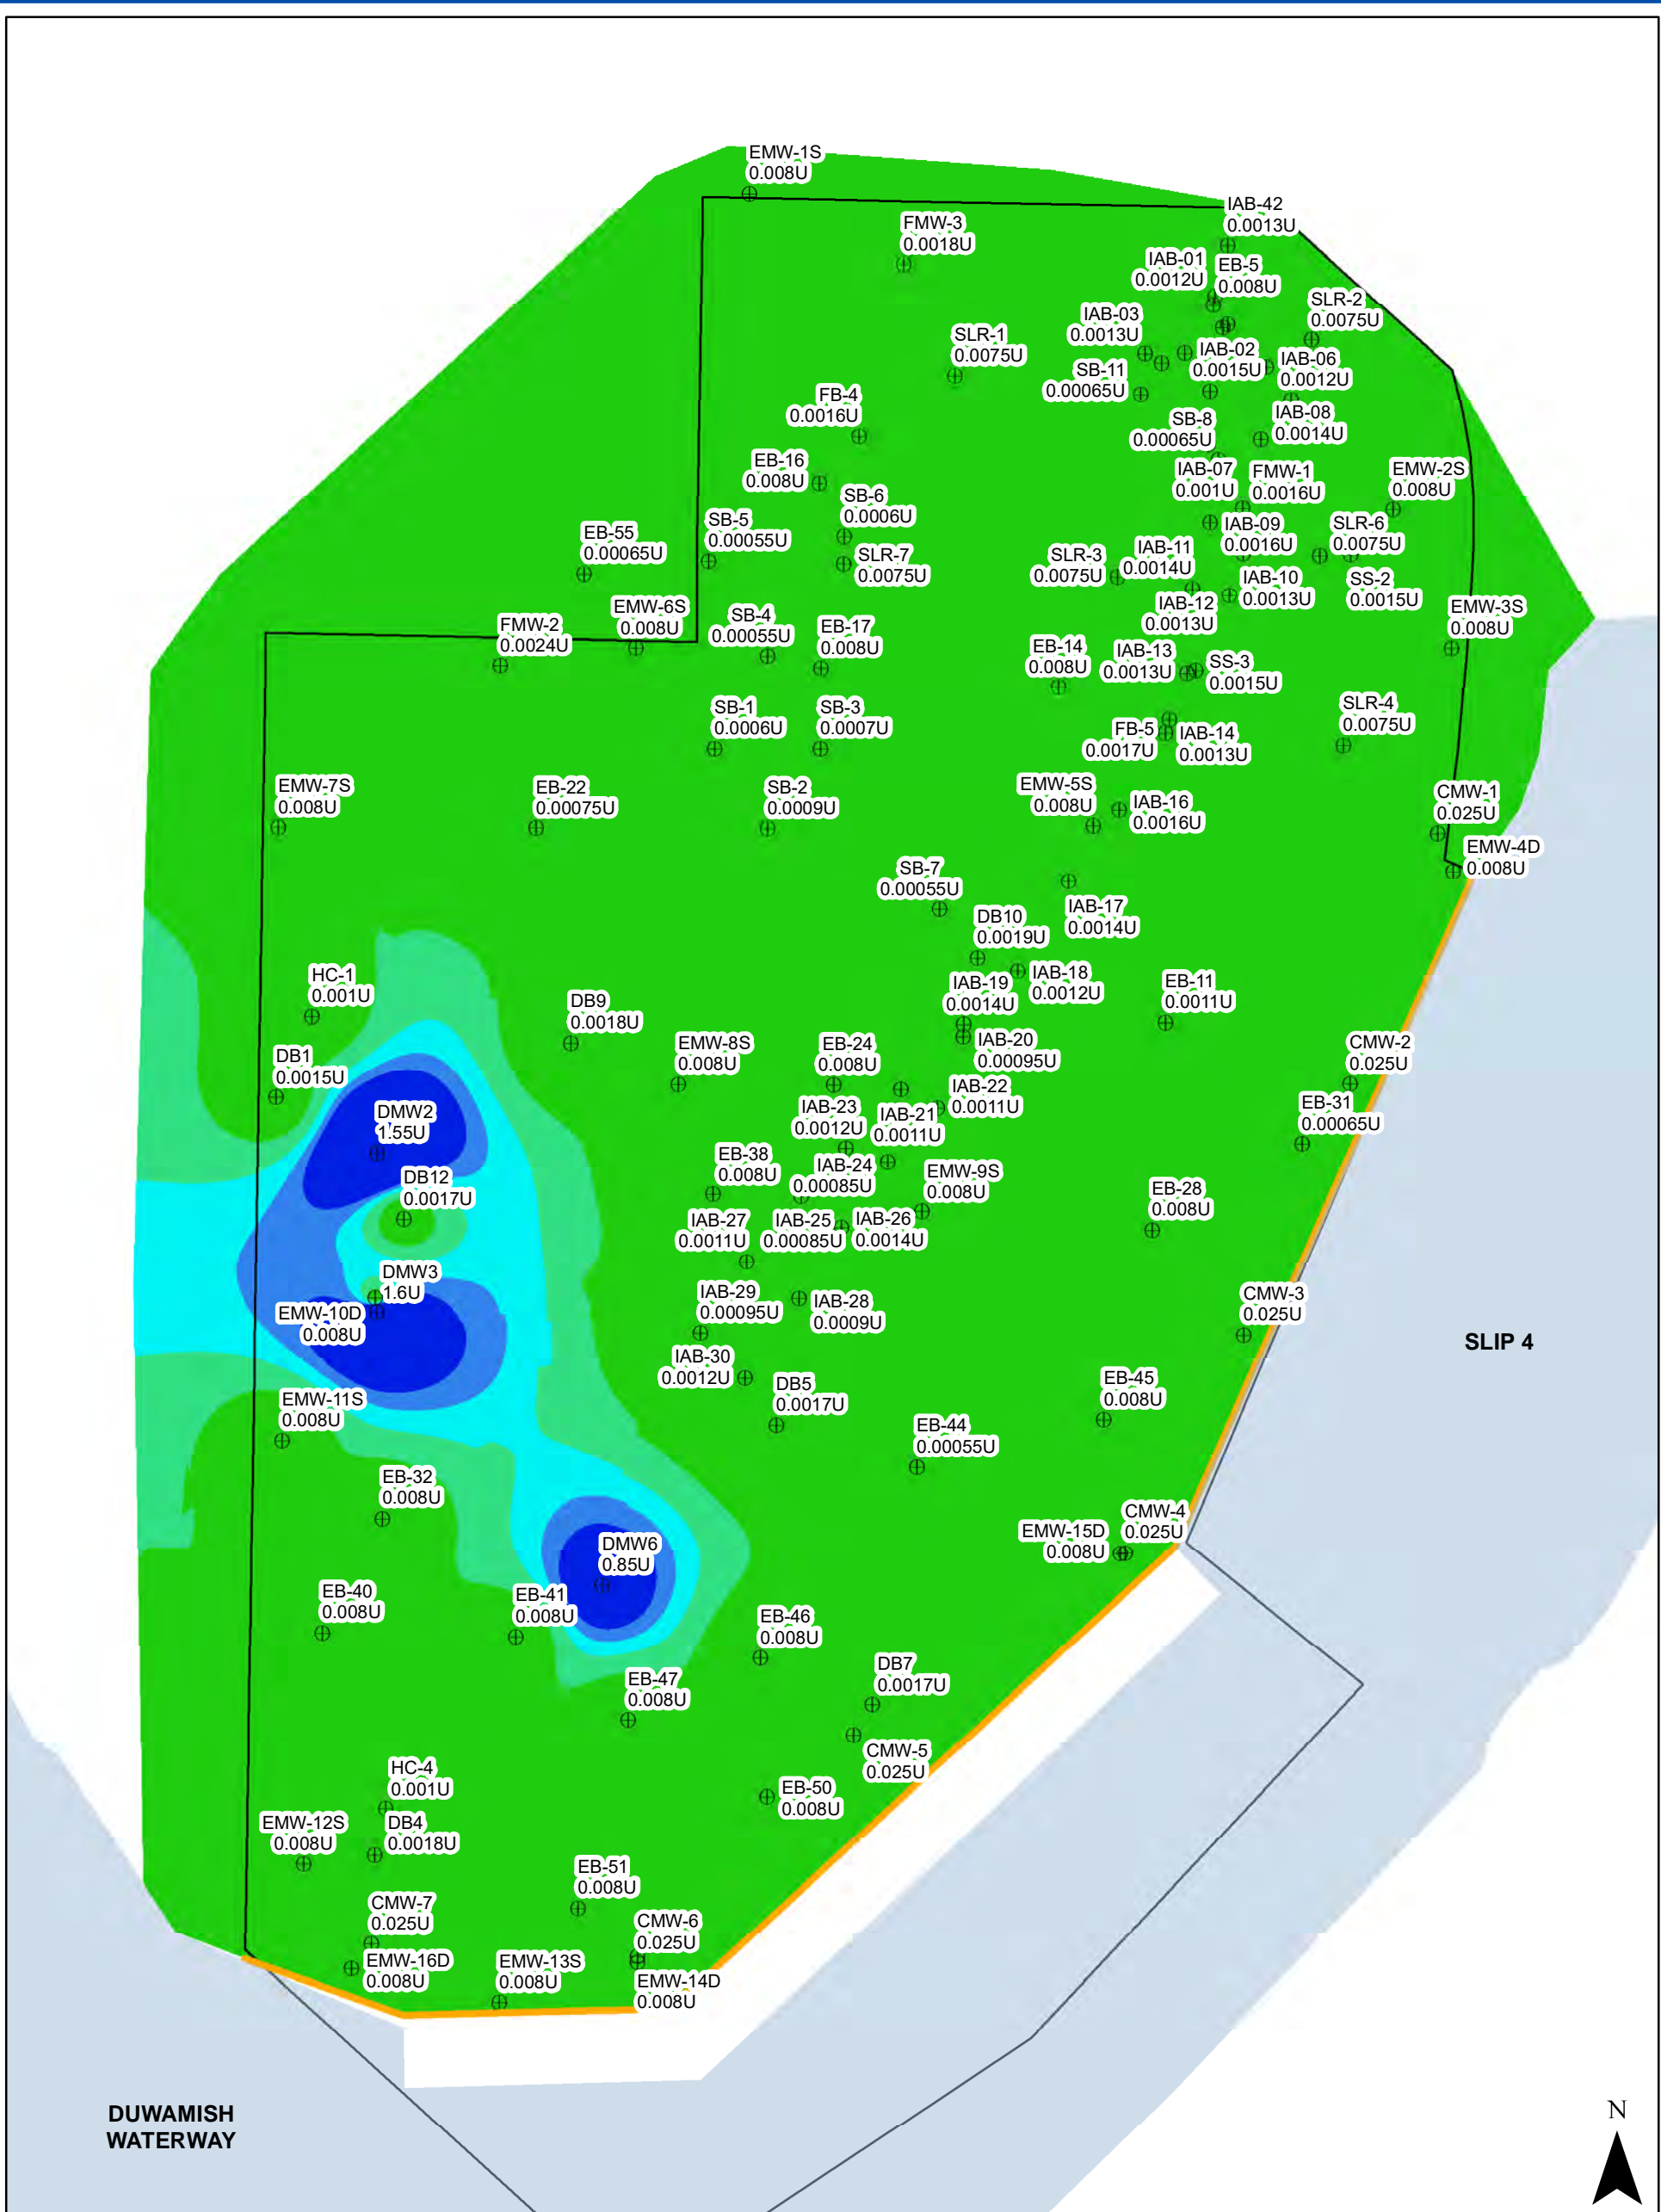 EMW-1S
0.008U
IAB-42
0.0013U
FMW-3
0.0018U
IAB-01
0.0012U
EB-5
0.008U
SLR-2
0.0075U
IAB-03
0.0013U
SLR-1
0.0075U
IAB-02
0.0015U
IAB-06
0.0012U
SB-11
0.00065U
FB-4
0.0016U
IAB-08
0.0014U
SB-8
0.00065U
EB-16
0.008U
IAB-07
0.001U
FMW-1
0.0016U
EMW-2S
0.008U
SB-6
0.0006U
SB-5
0.00055U
EB-55
0.00065U
IAB-09
0.0016U
SLR-6
0.0075U
SLR-7
0.0075U
SLR-3
0.0075U
IAB-11
0.0014U
IAB-10
0.0013U
SS-2
0.0015U
IAB-12
0.0013U
EMW-3S
0.008U
EMW-6S
0.008U
FMW-2
0.0024U
SB-4
0.00055U
EB-17
0.008U
EB-14
0.008U
IAB-13
0.0013U
SS-3
0.0015U
SB-1
0.0006U
SB-3
0.0007U
SLR-4
0.0075U
FB-5
0.0017U
IAB-14
0.0013U
EMW-7S
0.008U
EB-22
0.00075U
SB-2
0.0009U
EMW-5S
0.008U
IAB-16
0.0016U
CMW-1
0.025U
EMW-4D
0.008U
SB-7
0.00055U
DB10
0.0019U
IAB-17
0.0014U
HC-1
0.001U
IAB-19
0.0014U
IAB-18
0.0012U
EB-11
0.0011U
DB9
0.0018U
DB1
0.0015U
EMW-8S
0.008U
EB-24
0.008U
IAB-20
0.00095U
CMW-2
0.025U
IAB-22
0.0011U
DMW2
1.55U
IAB-23
0.0012U
IAB-21
0.0011U
EB-31
0.00065U
EB-38
0.008U
IAB-24
0.00085U
EMW-9S
0.008U
DB12
0.0017U
EB-28
0.008U
IAB-27
0.0011U
IAB-25
0.00085U
IAB-26
0.0014U
DMW3
1.6U
EMW-10D
0.008U
IAB-29
0.00095U
IAB-28
0.0009U
CMW-3
0.025U
SLIP 4
IAB-30
0.0012U
DB5
0.0017U
EB-45
0.008U
EMW-11S
0.008U
EB-44
0.00055U
EB-32
0.008U
CMW-4
0.025U
EMW-15D
0.008U
DMW6
0.85U
EB-40
0.008U
EB-41
0.008U
EB-46
0.008U
DB7
0.0017U
EB-47
0.008U
CMW-5
0.025U
HC-4
0.001U
EB-50
0.008U
EMW-12S
0.008U
DB4
0.0018U
EB-51
0.008U
CMW-7
0.025U
CMW-6
0.025U
EMW-16D
0.008U
EMW-13S
0.008U
EMW-14D
0.008U
DUWAMISH
WATERWAY
N